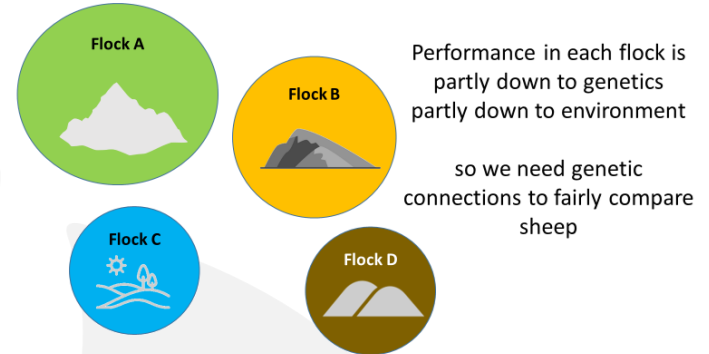 Flock A
Flock B
Flock C
Flock D
Performance in each flock is
partly down to genetics
partly down to environment
so we need genetic
connections to fairly compare
sheep